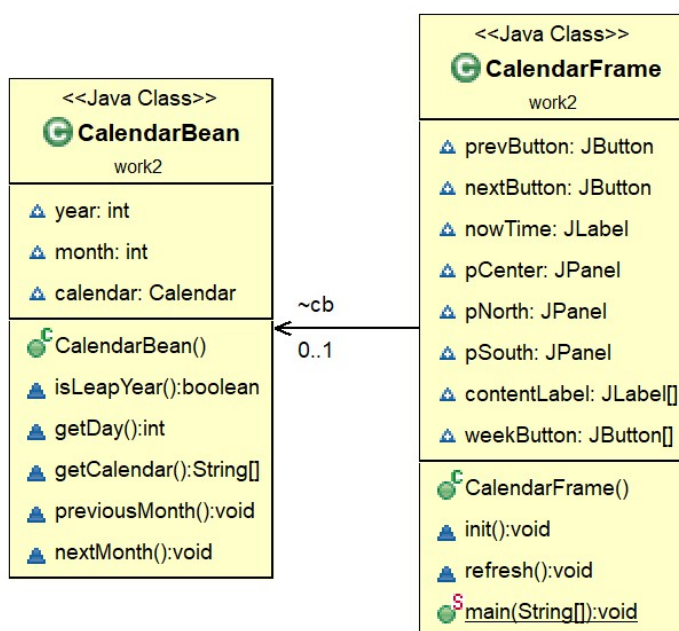 <<Java Class>>
CalendarBean
work2
year: int
month: int
calendar: Calendar
CalendarBean()
isLeapYear():boolean
getDay():int
getCalendar():String[]
previousMonth():void
nextMonth():void
~cb
0..1
<<Java Class>>
CalendarFrame
work2
prevButton: JButton
nextButton: JButton
nowTime: JLabel
pCenter: JPanel
pNorth: JPanel
pSouth: JPanel
contentLabel: JLabel[]
weekButton: JButton[]
CalendarFrame()
init():void
refresh():void
main(String[]):void